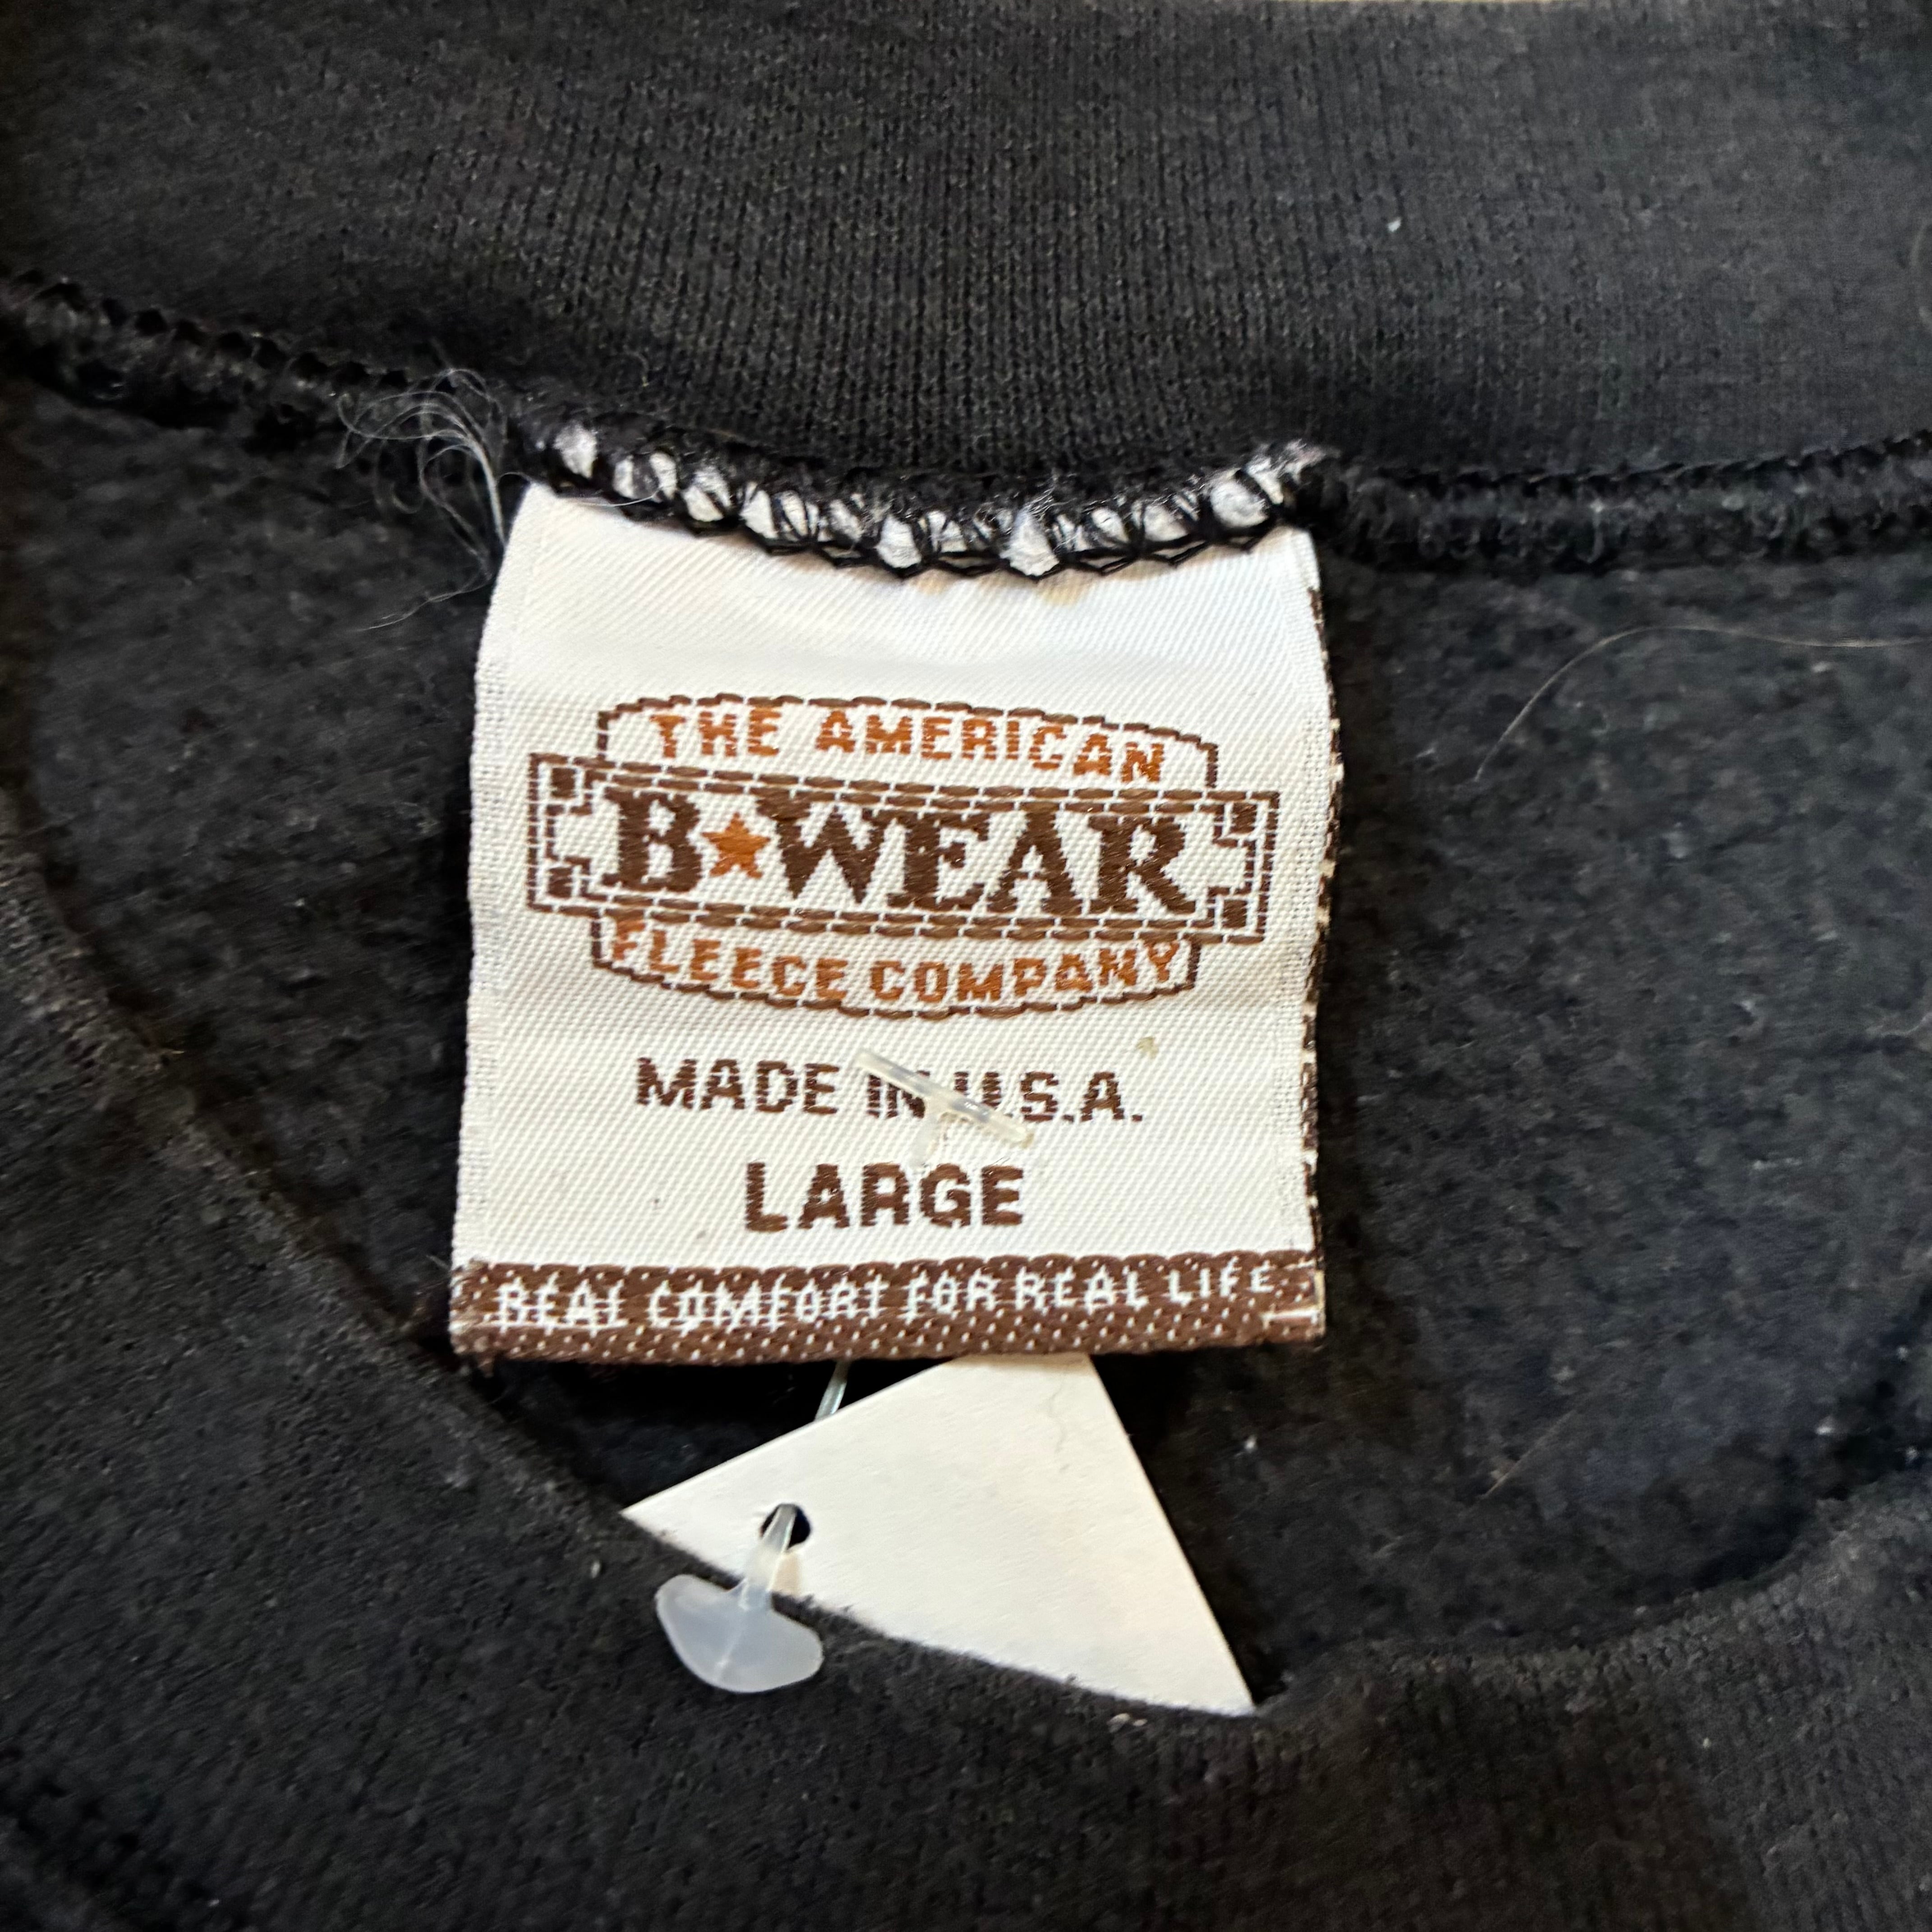 THE AMERICAN
B★WEAR
FLEECE COMPANY
MADE IN U.S.A.
LARGE
REAL COMFORT FOR REAL LIFE